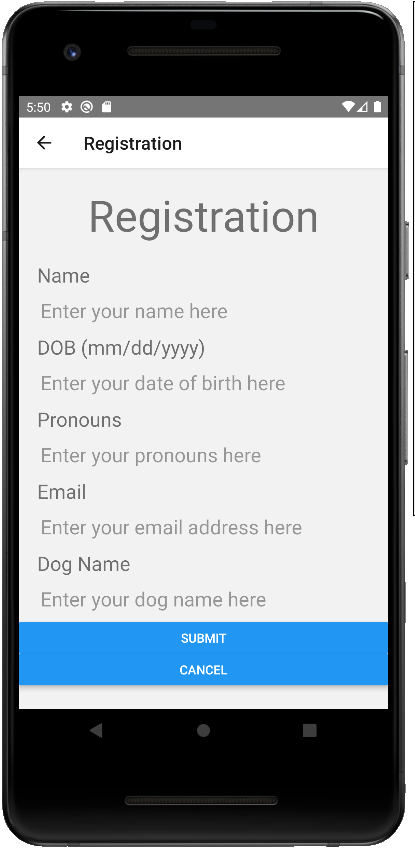 5:50
Registration
Registration
Name
Enter your name here
DOB (mm/dd/yyyy)
Enter your date of birth here
Pronouns
Enter your pronouns here
Email
Enter your email address here
Dog Name
Enter your dog name here
SUBMIT
CANCEL